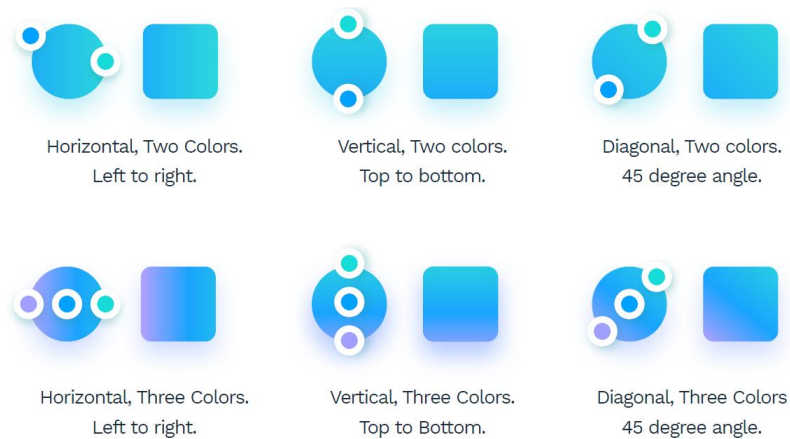 Horizontal, Two Colors.
Left to right.
Vertical, Two colors.
Top to bottom.
Diagonal, Two colors.
45 degree angle.
Horizontal, Three Colors.
Left to right.
Vertical, Three Colors.
Top to Bottom.
Diagonal, Three Colors
45 degree angle.